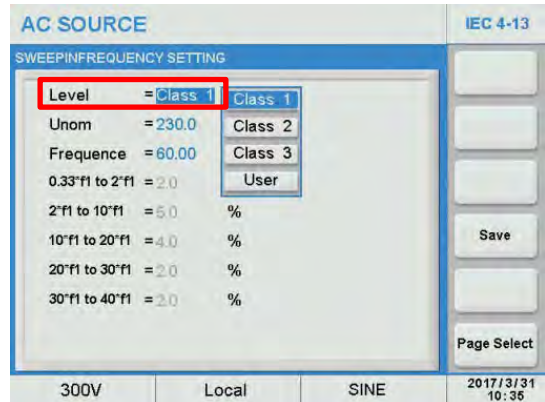 AC SOURCE IEC 4-13
SWEEPINFREQUENCY SETTING
Level =Class 1 Class 1
Unom =230.0 Class 2
Frequence =60.00 Class 3
0.33*f1 to 2*f1 =2.0 User
2*f1 to 10*f1 =5.0 %
10*f1 to 20*f1 =4.0 %
Save
20*f1 to 30*f1 =2.0 %
30*f1 to 40*f1 =2.0 %
Page Select
300V Local SINE 2017/3/31
10:35